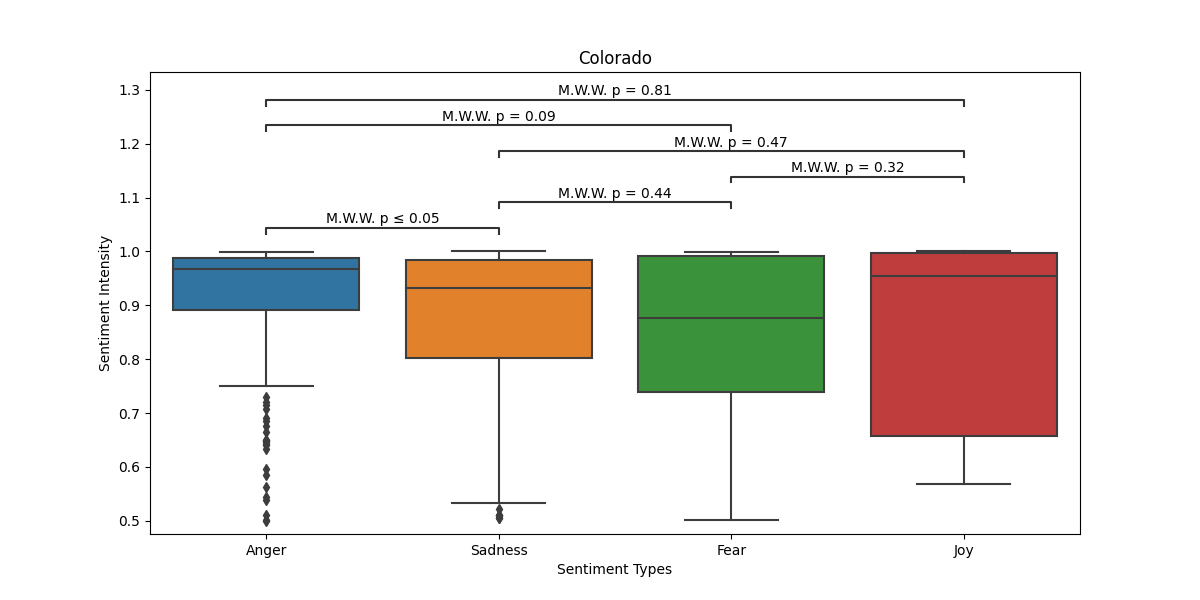 Colorado
1.3
M.W.W. p = 0.81
M.W.W. p = 0.09
1.2
M.W.W. p = 0.47
M.W.W. p = 0.32
1.1
M.W.W. p = 0.44
M.W.W. p ≤ 0.05
1.0
0.9
0.8
0.7
0.6
0.5
Sentiment Intensity
Anger Sadness Fear Joy
Sentiment Types